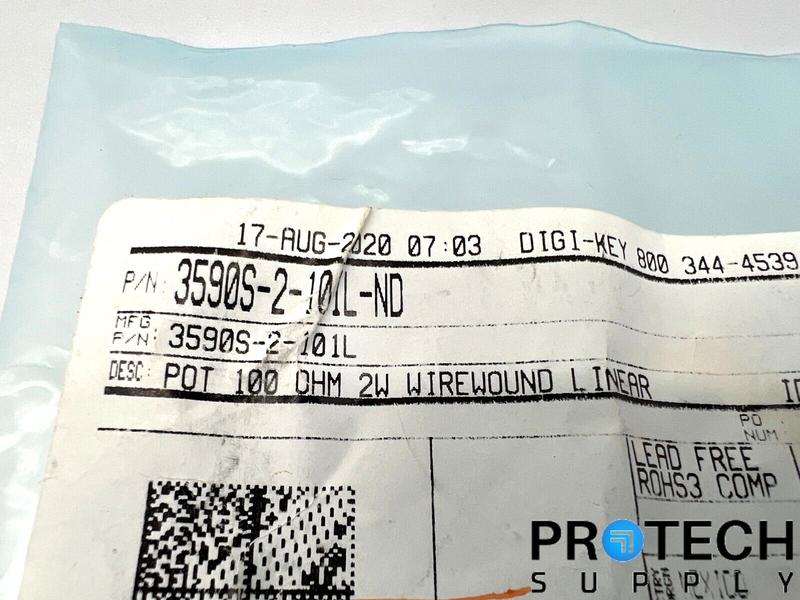 17-AUG-2020 07:03 DIGI-KEY 800 344-4539
P/N: 3590S-2-101L-ND
MFG
P/N: 3590S-2-101L
DESC: POT 100 OHM 2W WIREWOUND LINEAR
PO
NUM
LEAD FREE
ROHS3 COMP
PROTECH
SUPPLY